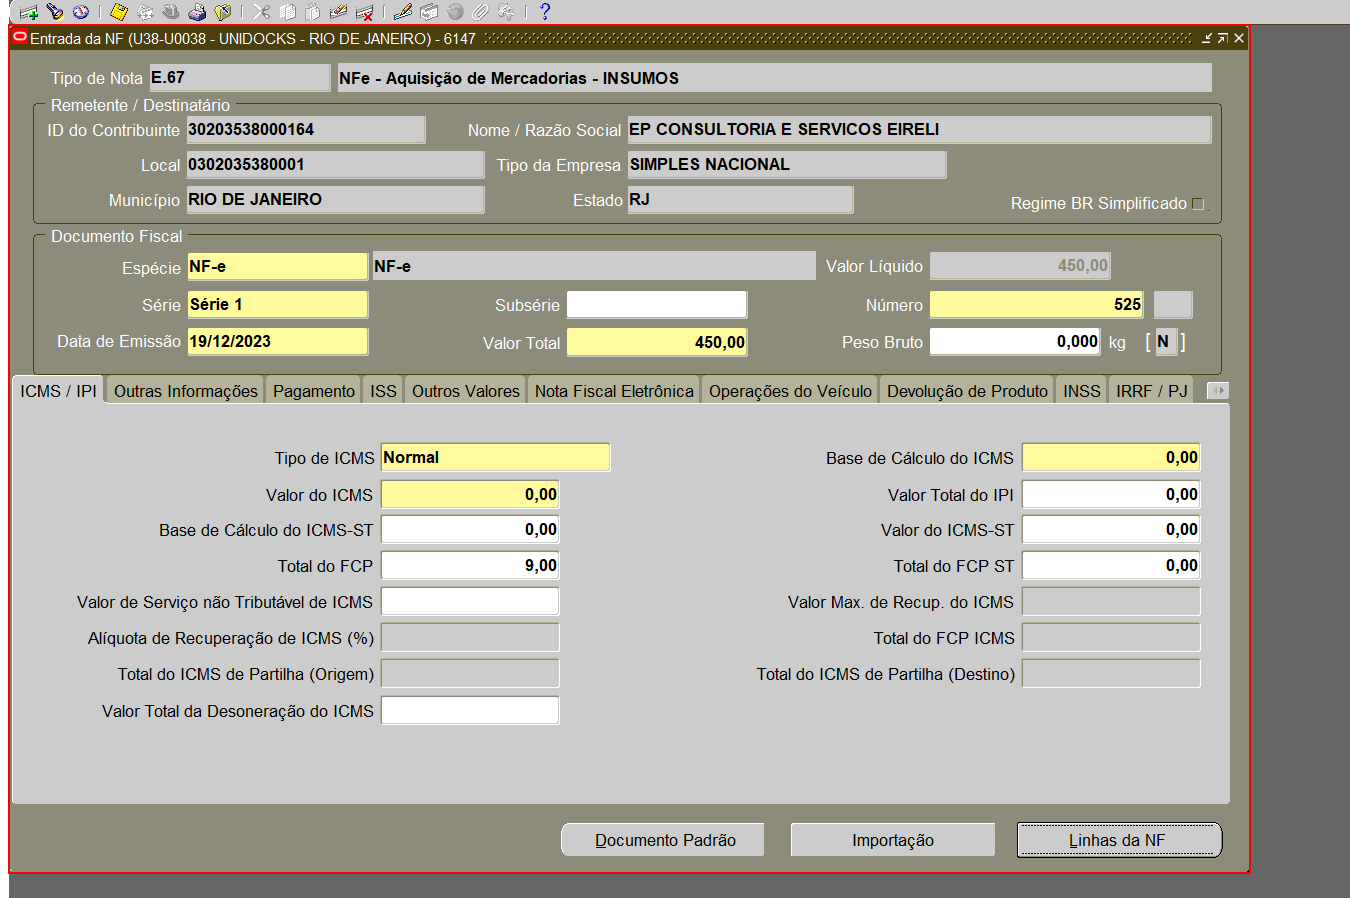 Entrada da NF (U38-U0038 - UNIDOCKS - RIO DE JANEIRO) - 6147
Tipo de Nota E.67 NFe - Aquisição de Mercadorias - INSUMOS
Remetente / Destinatário
ID do Contribuinte 30203538000164 Nome / Razão Social EP CONSULTORIA E SERVICOS EIRELI
Local 0302035380001 Tipo da Empresa SIMPLES NACIONAL
Município RIO DE JANEIRO Estado RJ Regime BR Simplificado
Documento Fiscal
Espécie NF-e NF-e Valor Líquido 450,00
Série Série 1 Subsérie Número 525
Data de Emissão 19/12/2023 Valor Total 450,00 Peso Bruto 0,000 kg [ N ]
ICMS / IPI Outras Informações Pagamento ISS Outros Valores Nota Fiscal Eletrônica Operações do Veículo Devolução de Produto INSS IRRF / PJ
Tipo de ICMS Normal Base de Cálculo do ICMS 0,00
Valor do ICMS 0,00 Valor Total do IPI 0,00
Base de Cálculo do ICMS-ST 0,00 Valor do ICMS-ST 0,00
Total do FCP 9,00 Total do FCP ST 0,00
Valor de Serviço não Tributável de ICMS Valor Max. de Recup. do ICMS
Alíquota de Recuperação de ICMS (%) Total do FCP ICMS
Total do ICMS de Partilha (Origem) Total do ICMS de Partilha (Destino)
Valor Total da Desoneração do ICMS
Documento Padrão Importação Linhas da NF